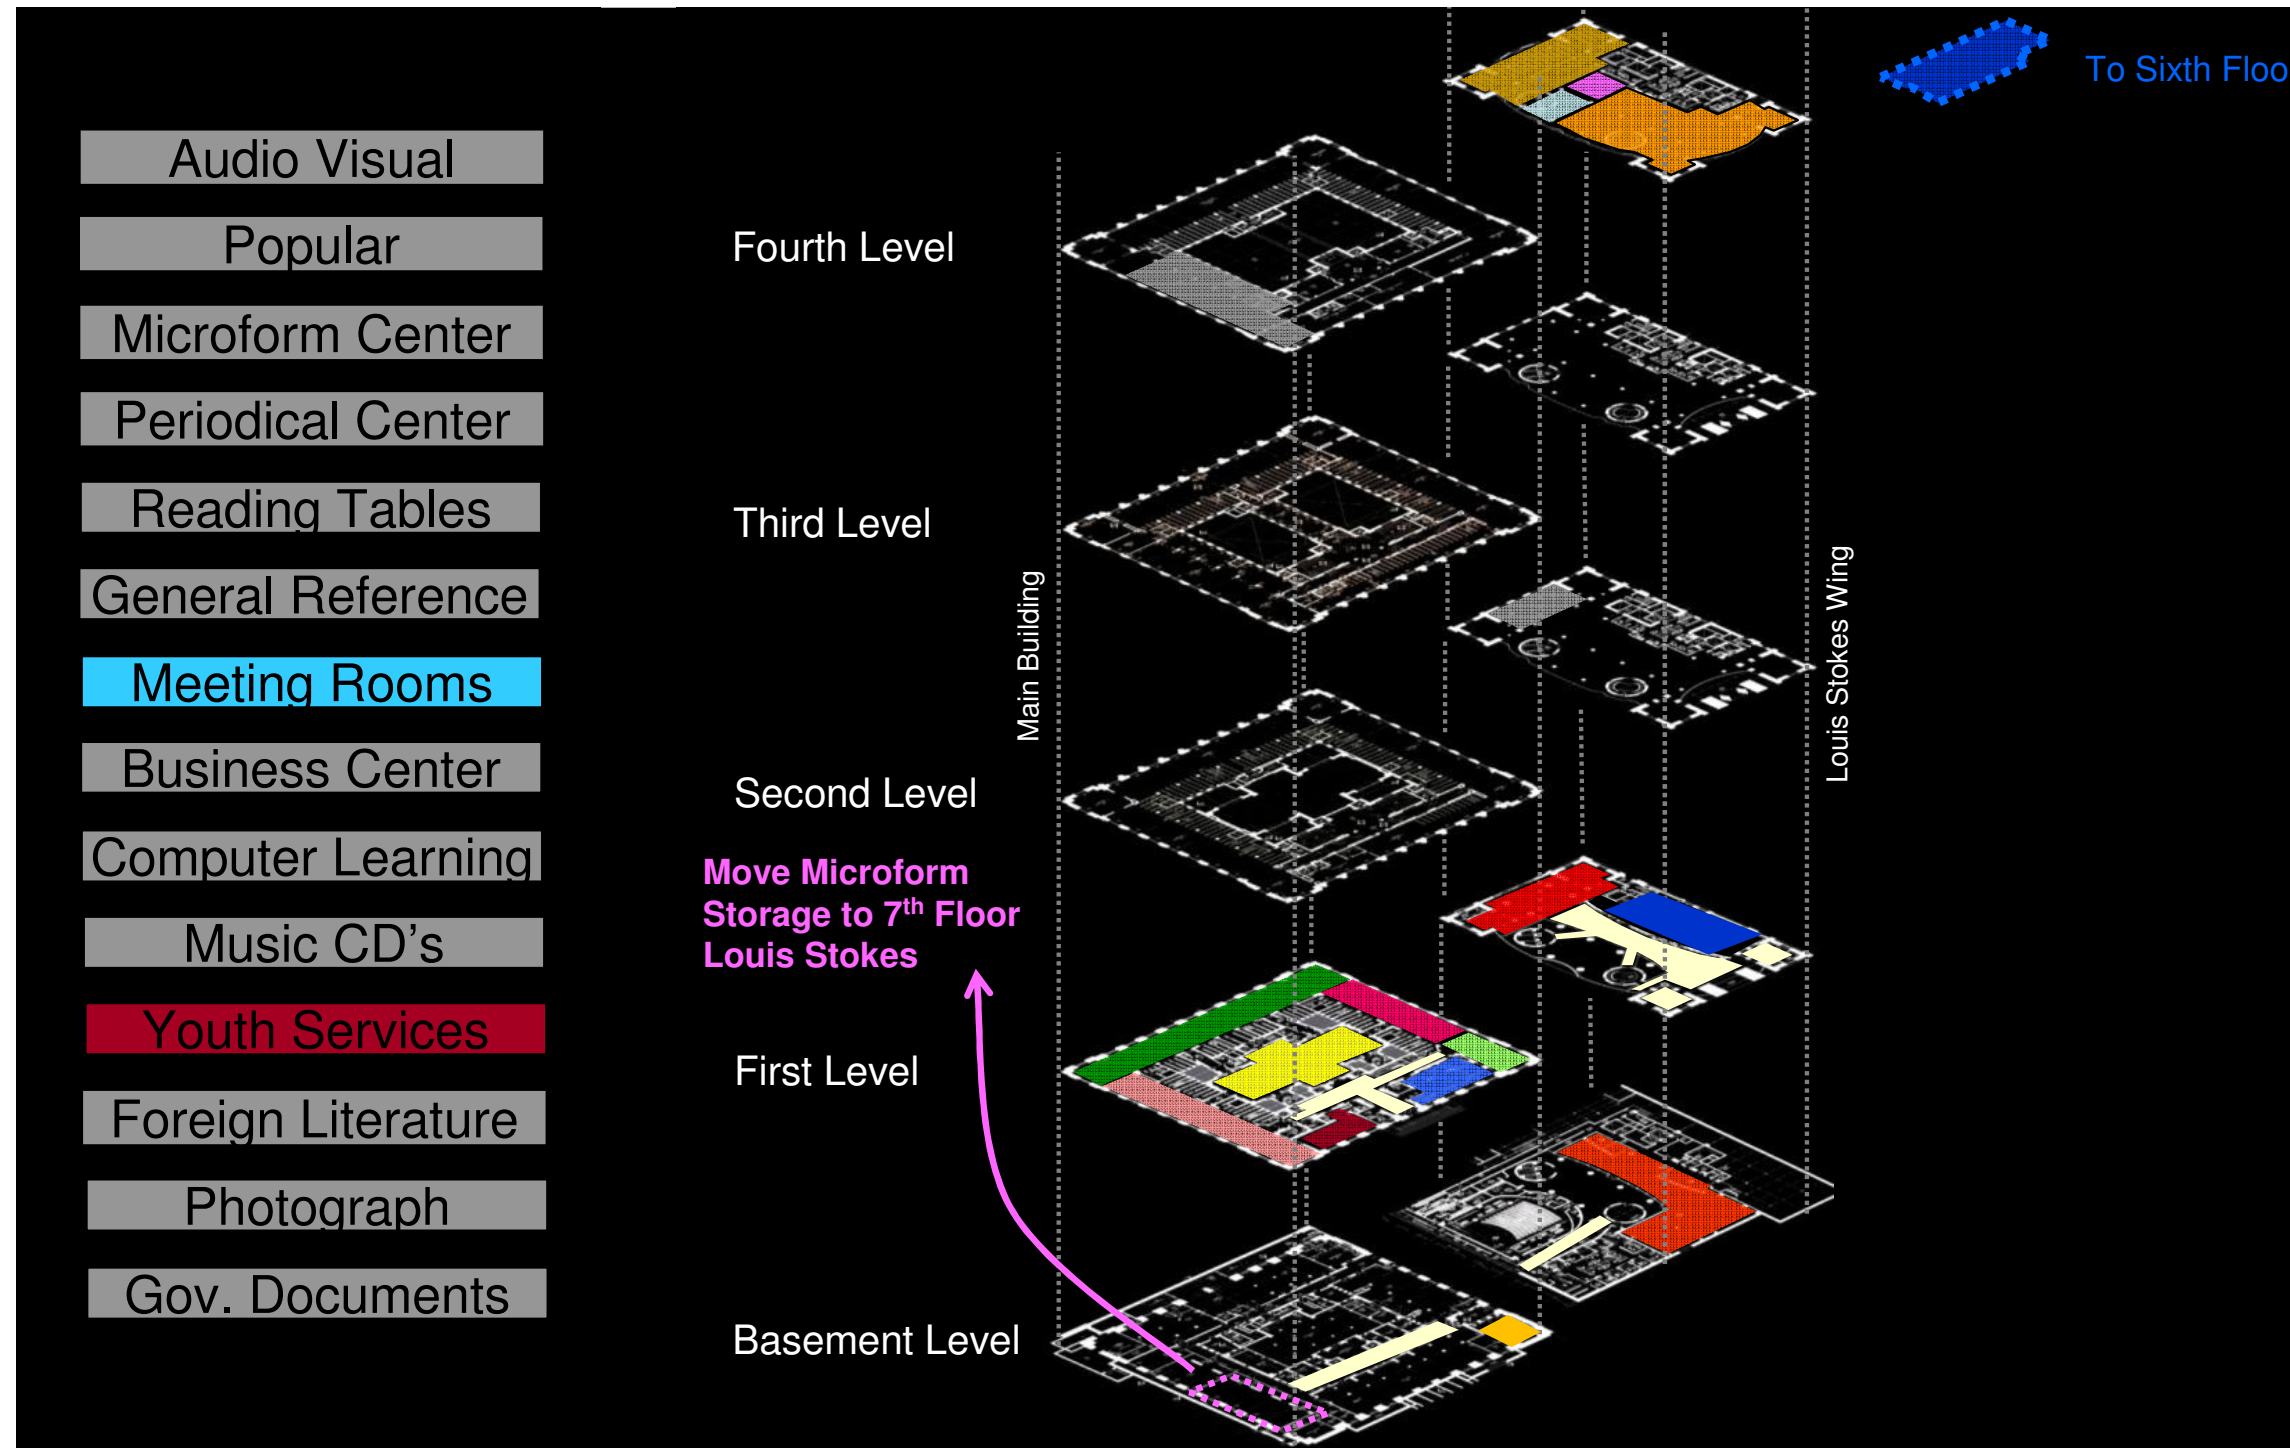 To Sixth Floo
Audio Visual
Popular
Microform Center
Periodical Center
Reading Tables
General Reference
Meeting Rooms
Business Center
Computer Learning
Music CD's
Youth Services
Foreign Literature
Photograph
Gov. Documents
Fourth Level
Third Level
Second Level
Move Microform
Storage to 7th Floor
Louis Stokes
First Level
Basement Level
Main Building
Louis Stokes Wing